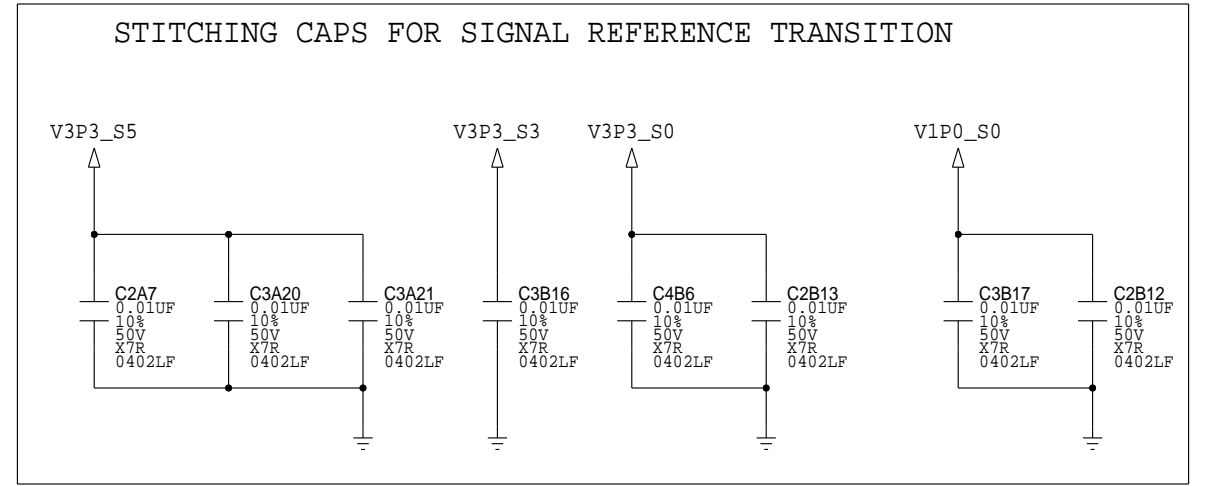 STITCHING CAPS FOR SIGNAL REFERENCE TRANSITION
V3P3_S5
V3P3_S3
V3P3_S0
V1P0_S0
C2A7
0.01UF
10%
50V
X7R
0402LF
C3A20
0.01UF
10%
50V
X7R
0402LF
C3A21
0.01UF
10%
50V
X7R
0402LF
C3B16
0.01UF
10%
50V
X7R
0402LF
C4B6
0.01UF
10%
50V
X7R
0402LF
C2B13
0.01UF
10%
50V
X7R
0402LF
C3B17
0.01UF
10%
50V
X7R
0402LF
C2B12
0.01UF
10%
50V
X7R
0402LF